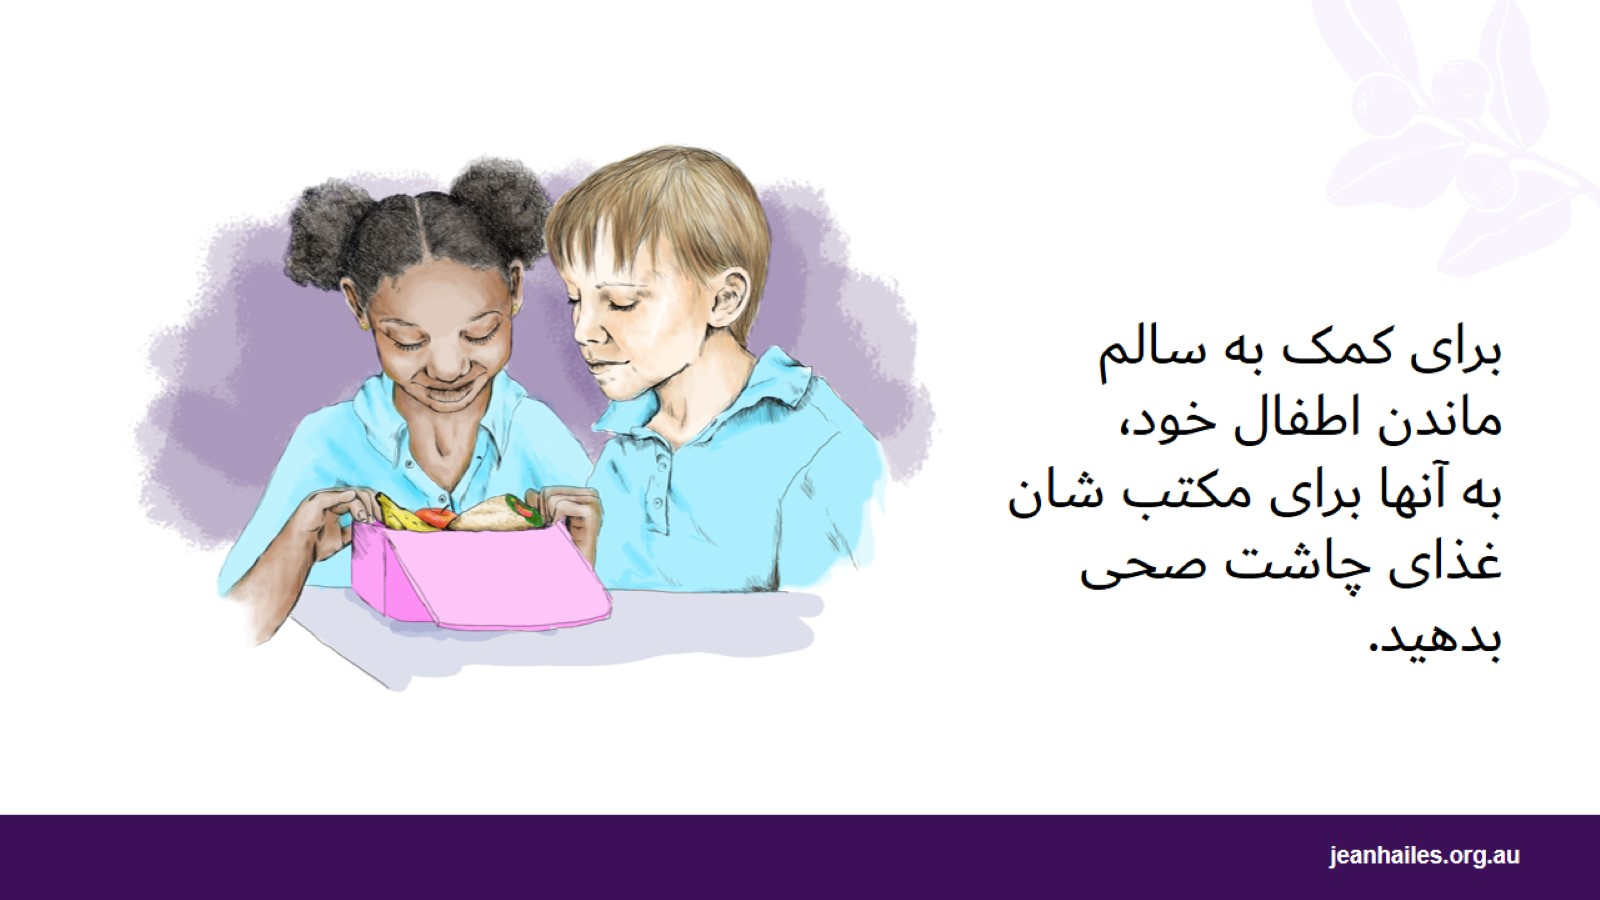 برای کمک به سالم
ماندن اطفال خود،
به آنها برای مکتب شان
غذای چاشت صحی
بدهید.
jeanhailes.org.au